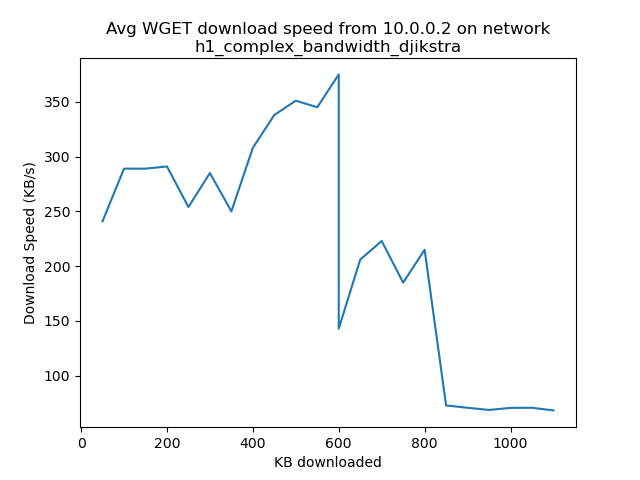 Avg WGET download speed from 10.0.0.2 on network
h1_complex_bandwidth_djikstra
Download Speed (KB/s)
350
300
250
200
150
100
0 200 400 600 800 1000
KB downloaded